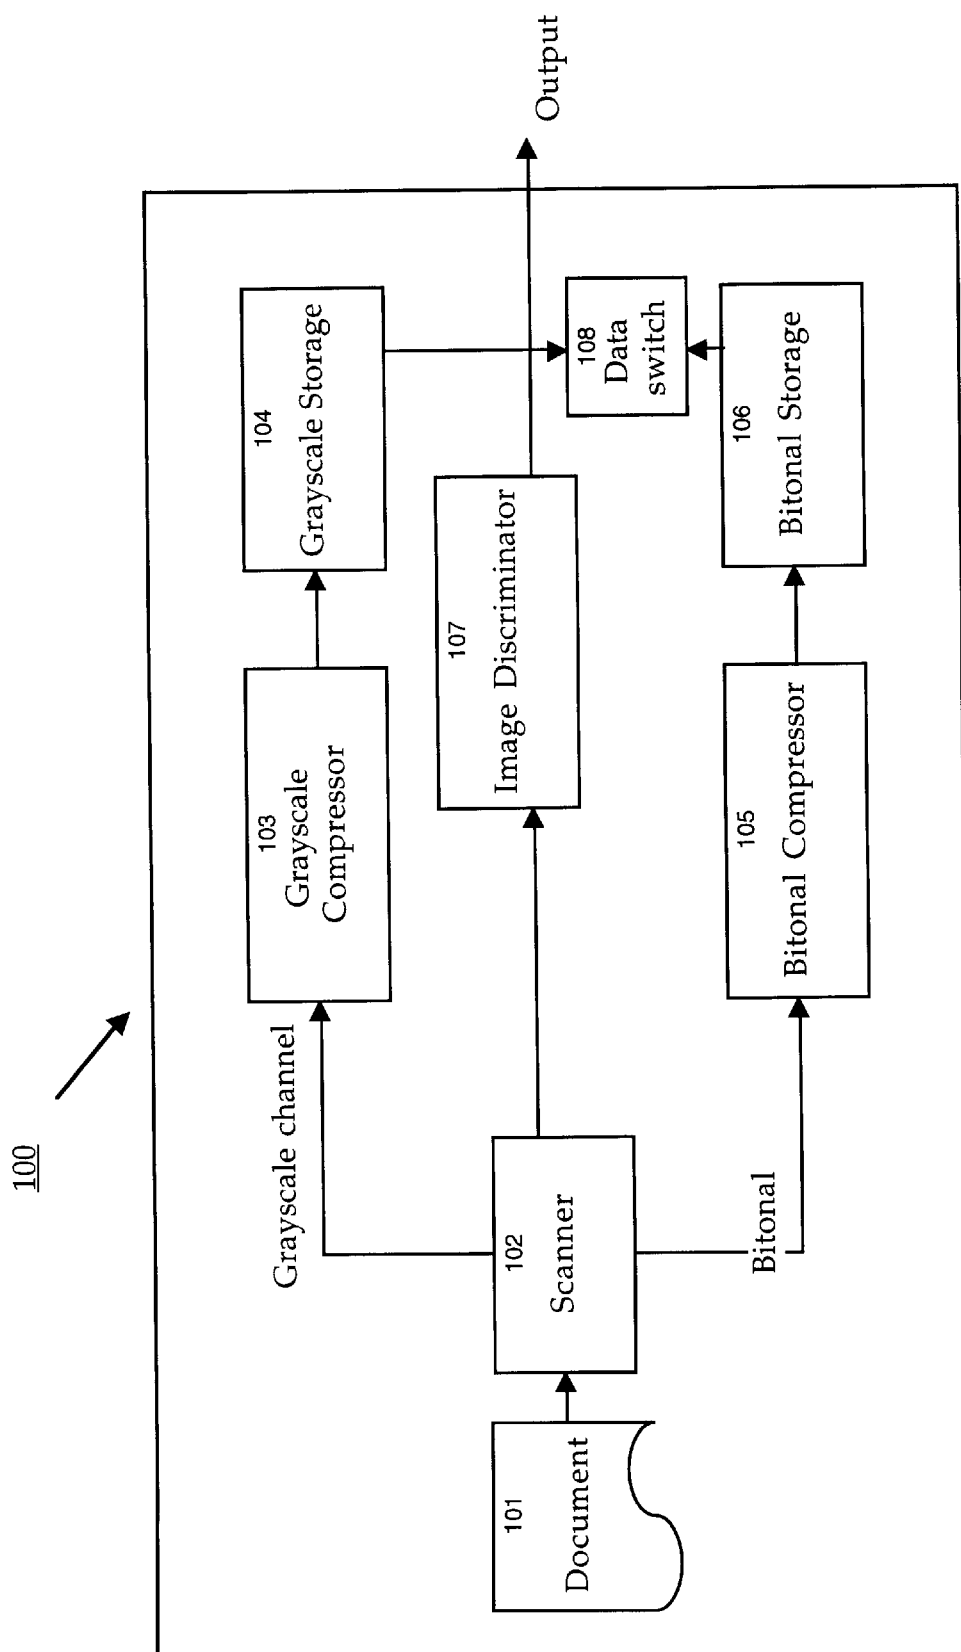 100
Grayscale channel
103
Grayscale
Compressor
104
Grayscale Storage
101
Document
102
Scanner
107
Image Discriminator
Output
108
Data
switch
Bitonal
105
Bitonal Compressor
106
Bitonal Storage